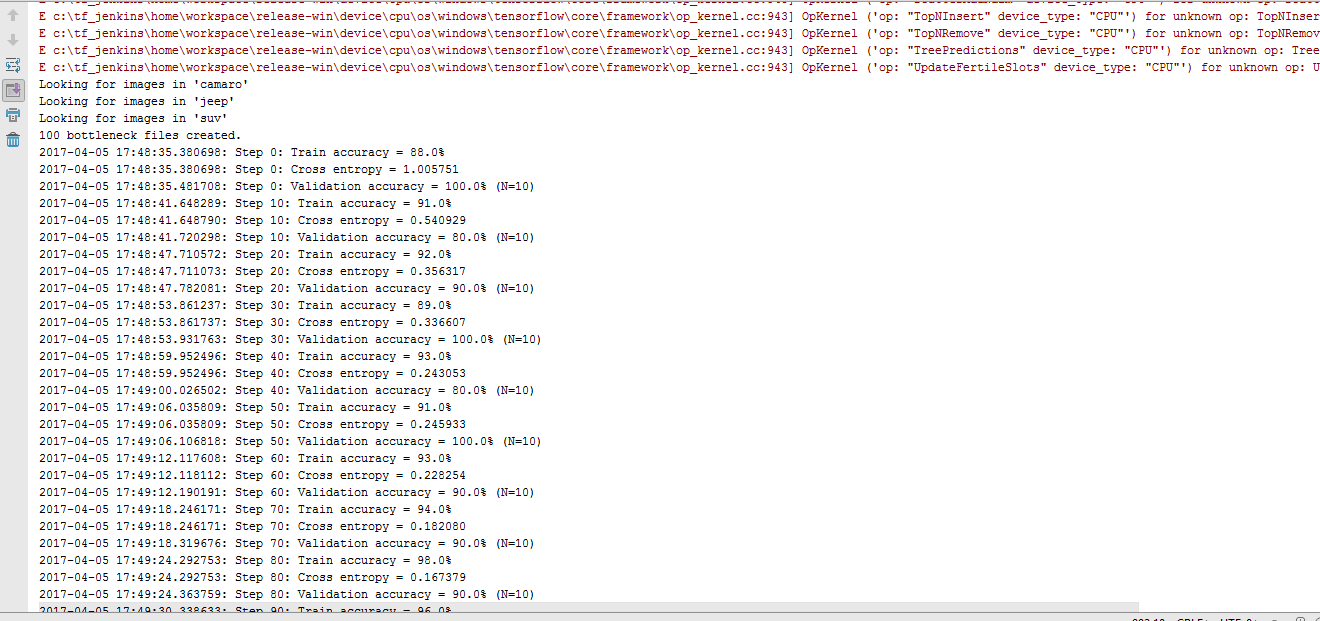 E c:\tf_jenkins\home\workspace\release-win\device\cpu\os\windows\tensorflow\core\framework\op_kernel.cc:943] OpKernel ('op: "TopNInsert" device_type: "CPU"') for unknown op: TopNInser
E c:\tf_jenkins\home\workspace\release-win\device\cpu\os\windows\tensorflow\core\framework\op_kernel.cc:943] OpKernel ('op: "TopNRemove" device_type: "CPU"') for unknown op: TopNRemov
E c:\tf_jenkins\home\workspace\release-win\device\cpu\os\windows\tensorflow\core\framework\op_kernel.cc:943] OpKernel ('op: "TreePredictions" device_type: "CPU"') for unknown op: Tree
E c:\tf_jenkins\home\workspace\release-win\device\cpu\os\windows\tensorflow\core\framework\op_kernel.cc:943] OpKernel ('op: "UpdateFertileSlots" device_type: "CPU"') for unknown op: U
Looking for images in 'camaro'
Looking for images in 'jeep'
Looking for images in 'suv'
100 bottleneck files created.
2017-04-05 17:48:35.380698: Step 0: Train accuracy = 88.0%
2017-04-05 17:48:35.380698: Step 0: Cross entropy = 1.005751
2017-04-05 17:48:35.481708: Step 0: Validation accuracy = 100.0% (N=10)
2017-04-05 17:48:41.648289: Step 10: Train accuracy = 91.0%
2017-04-05 17:48:41.648790: Step 10: Cross entropy = 0.540929
2017-04-05 17:48:41.720298: Step 10: Validation accuracy = 80.0% (N=10)
2017-04-05 17:48:47.710572: Step 20: Train accuracy = 92.0%
2017-04-05 17:48:47.711073: Step 20: Cross entropy = 0.356317
2017-04-05 17:48:47.782081: Step 20: Validation accuracy = 90.0% (N=10)
2017-04-05 17:48:53.861237: Step 30: Train accuracy = 89.0%
2017-04-05 17:48:53.861737: Step 30: Cross entropy = 0.336607
2017-04-05 17:48:53.931763: Step 30: Validation accuracy = 100.0% (N=10)
2017-04-05 17:48:59.952496: Step 40: Train accuracy = 93.0%
2017-04-05 17:48:59.952496: Step 40: Cross entropy = 0.243053
2017-04-05 17:49:00.026502: Step 40: Validation accuracy = 80.0% (N=10)
2017-04-05 17:49:06.035809: Step 50: Train accuracy = 91.0%
2017-04-05 17:49:06.035809: Step 50: Cross entropy = 0.245933
2017-04-05 17:49:06.106818: Step 50: Validation accuracy = 100.0% (N=10)
2017-04-05 17:49:12.117608: Step 60: Train accuracy = 93.0%
2017-04-05 17:49:12.118112: Step 60: Cross entropy = 0.228254
2017-04-05 17:49:12.190191: Step 60: Validation accuracy = 90.0% (N=10)
2017-04-05 17:49:18.246171: Step 70: Train accuracy = 94.0%
2017-04-05 17:49:18.246171: Step 70: Cross entropy = 0.182080
2017-04-05 17:49:18.319676: Step 70: Validation accuracy = 90.0% (N=10)
2017-04-05 17:49:24.292753: Step 80: Train accuracy = 98.0%
2017-04-05 17:49:24.292753: Step 80: Cross entropy = 0.167379
2017-04-05 17:49:24.363759: Step 80: Validation accuracy = 90.0% (N=10)
2017-04-05 17:49:30.338633: Step 90: Train accuracy = 96.0%